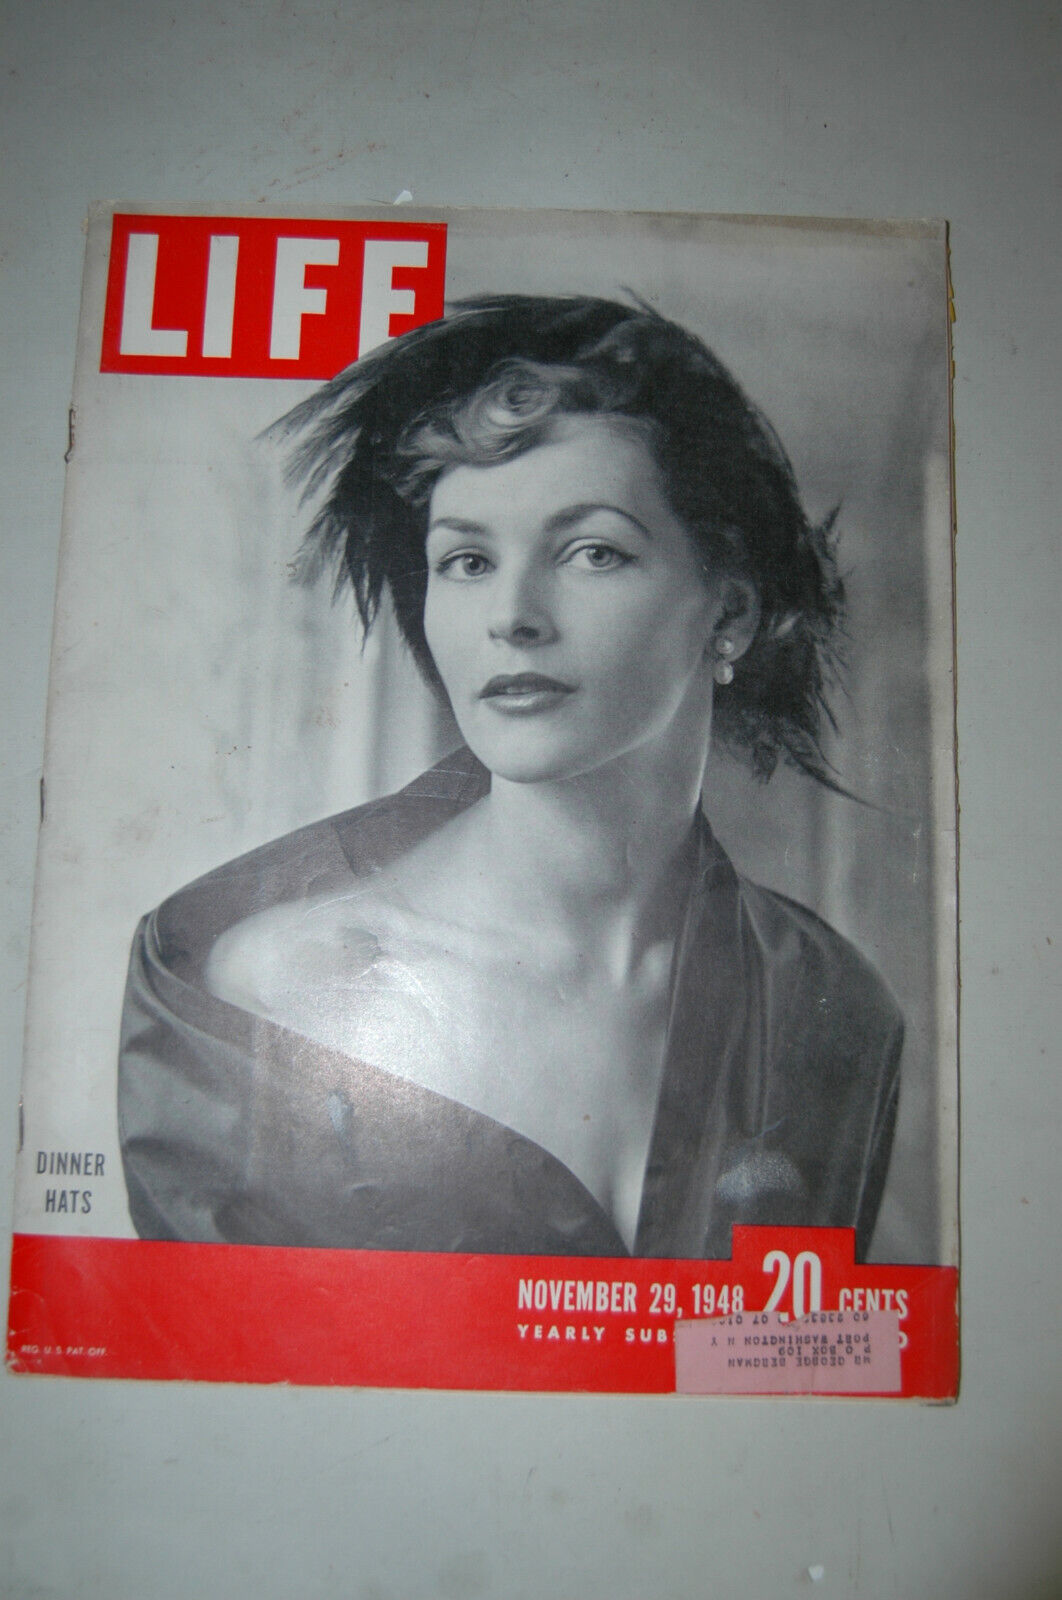 LIFE
DINNER
HATS
NOVEMBER 29, 1948 20 CENTS
YEARLY SUBS
REG. U.S. PAT. OFF.
MR GEORGE BERGMAN
P O BOX 109
PORT WASHINGTON N Y